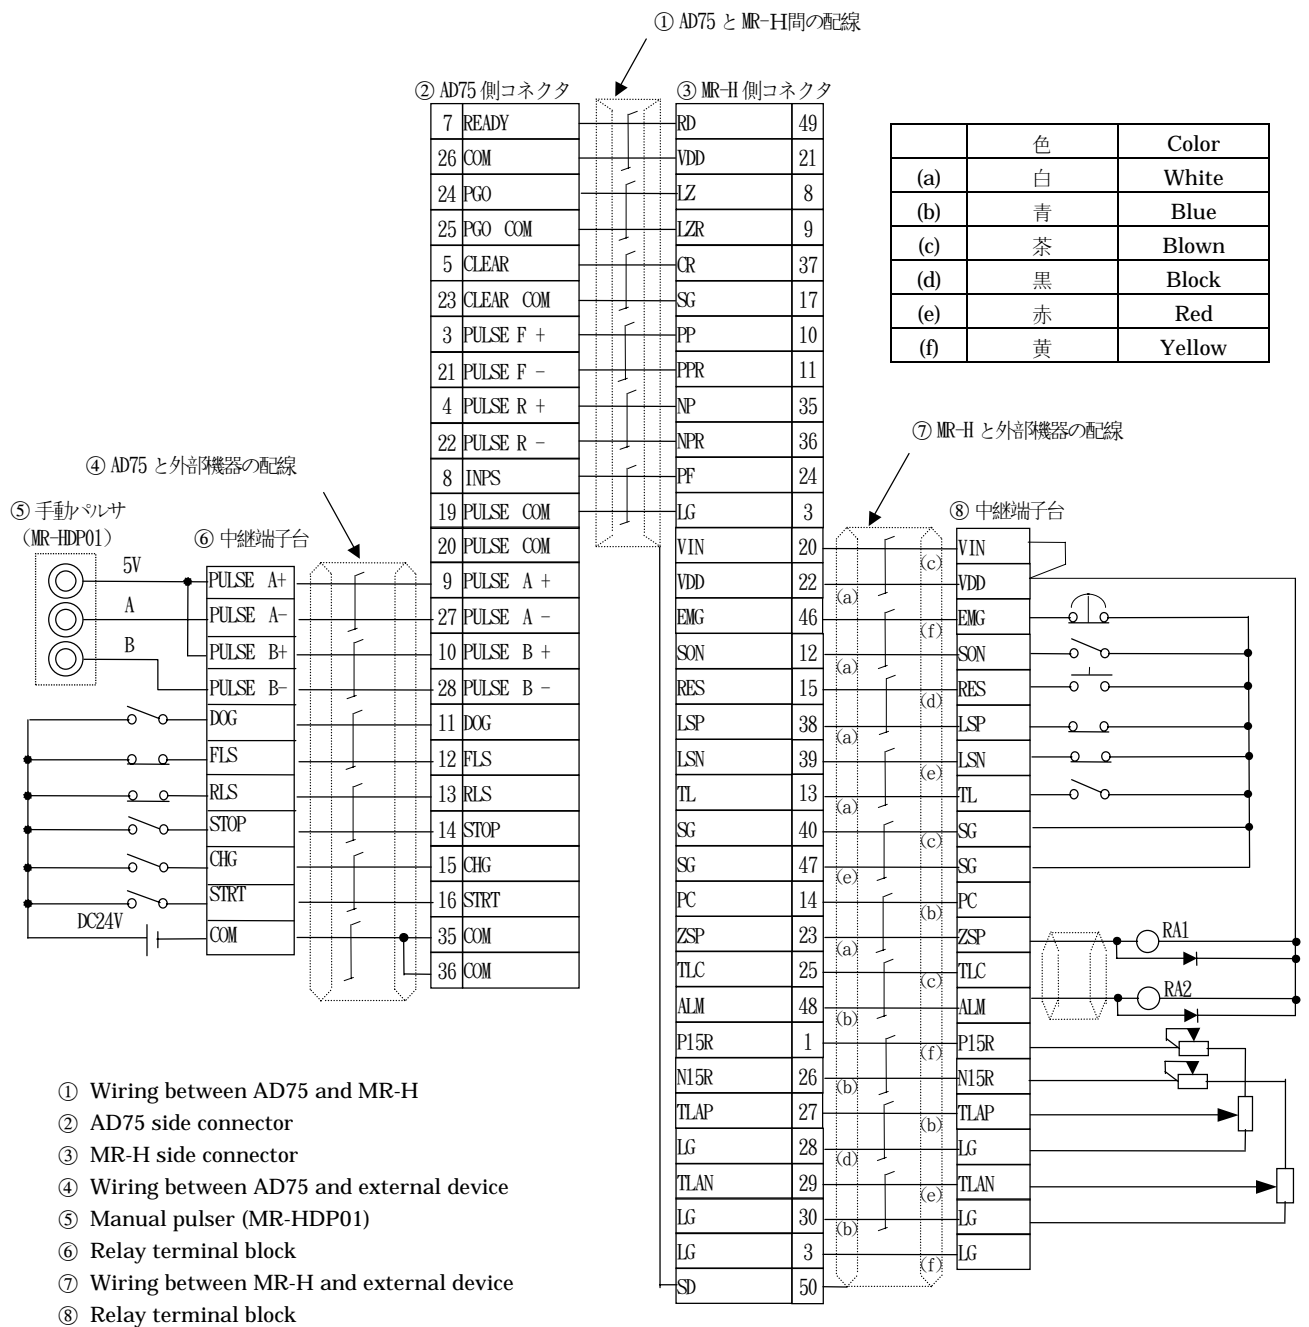 ① AD75 と MR-H間の配線
② AD75 側コネクタ
③ MR-H 側コネクタ
7 READY RD 49
26 COM VDD 21
24 PGO LZ 8
25 PGO COM LZR 9
5 CLEAR CR 37
23 CLEAR COM SG 17
3 PULSE F + PP 10
21 PULSE F - PPR 11
4 PULSE R + NP 35
22 PULSE R - NPR 36
8 INPS PF 24
19 PULSE COM LG 3
20 PULSE COM VIN 20
9 PULSE A + VDD 22
27 PULSE A - EMG 46
10 PULSE B + SON 12
28 PULSE B - RES 15
11 DOG LSP 38
12 FLS LSN 39
13 RLS TL 13
14 STOP SG 40
15 CHG SG 47
16 STRT PC 14
35 COM ZSP 23
36 COM TLC 25
ALM 48
P15R 1
N15R 26
TLAP 27
LG 28
TLAN 29
LG 30
LG 3
SD 50
色 Color
(a) 白 White
(b) 青 Blue
(c) 茶 Blown
(d) 黒 Block
(e) 赤 Red
(f) 黄 Yellow
④ AD75 と外部機器の配線
⑤ 手動パルサ
(MR-HDP01)
⑥ 中継端子台
5V
A
B
PULSE A+
PULSE A-
PULSE B+
PULSE B-
DOG
FLS
RLS
STOP
CHG
STRT
COM
DC24V
⑦ MR-H と外部機器の配線
⑧ 中継端子台
(c) VIN
(a) VDD
(f) EMG
(a) SON
(d) RES
(a) LSP
(e) LSN
(a) TL
(c) SG
(e) SG
(b) PC
(a) ZSP
(c) TLC
(b) ALM
(f) P15R
(b) N15R
(b) TLAP
(d) LG
(e) TLAN
(b) LG
(f) LG
RA1
RA2
① Wiring between AD75 and MR-H
② AD75 side connector
③ MR-H side connector
④ Wiring between AD75 and external device
⑤ Manual pulser (MR-HDP01)
⑥ Relay terminal block
⑦ Wiring between MR-H and external device
⑧ Relay terminal block